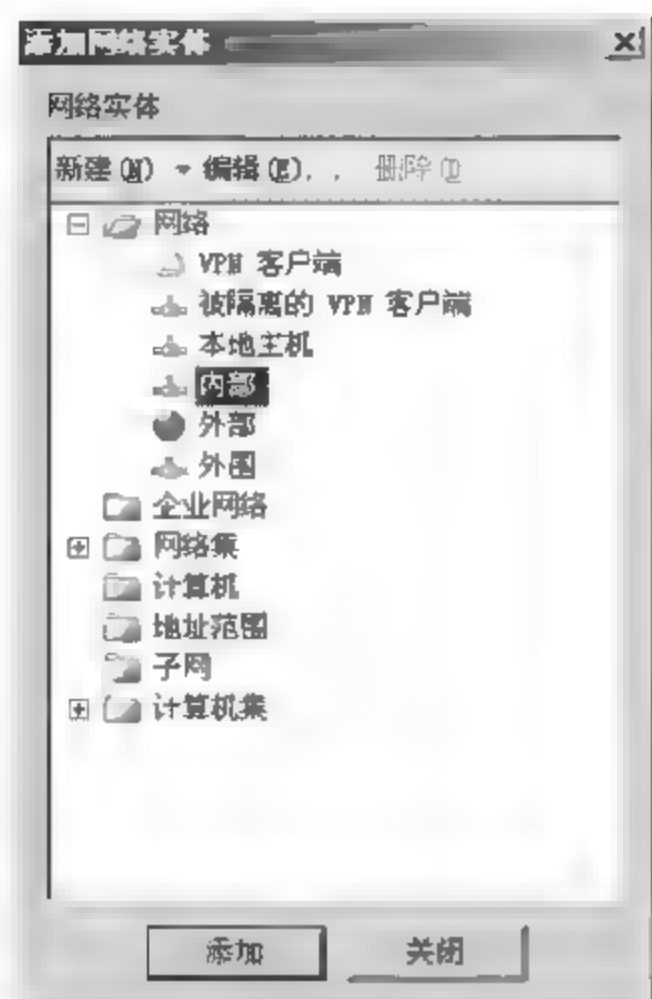 添加网络实体
网络实体
新建(N) 编辑(E). . 删除(D
网络
VPN 客户端
被隔离的 VPN 客户端
本地主机
内部
外部
外围
企业网络
网络集
计算机
地址范围
子网
计算机集
添加 关闭